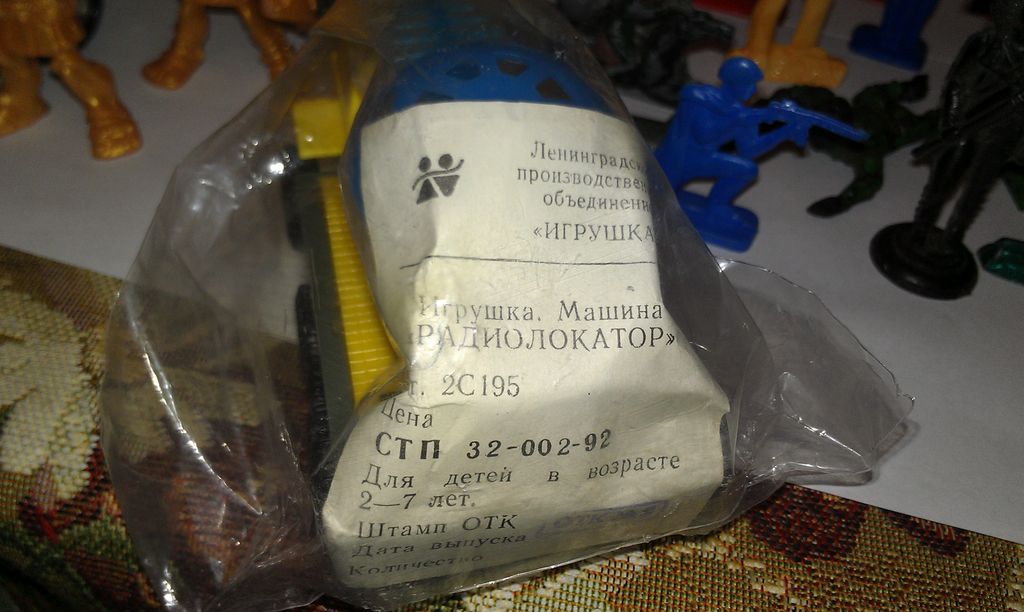 Ленинградск
производствен
объединени
«ИГРУШКА
Игрушка. Машина
«РАДИОЛОКАТОР»
т. 2С195
Цена
СТП 32-002-92
Для детей в возрасте
2—7 лет.
Штамп ОТК
Дата выпуска
Количество